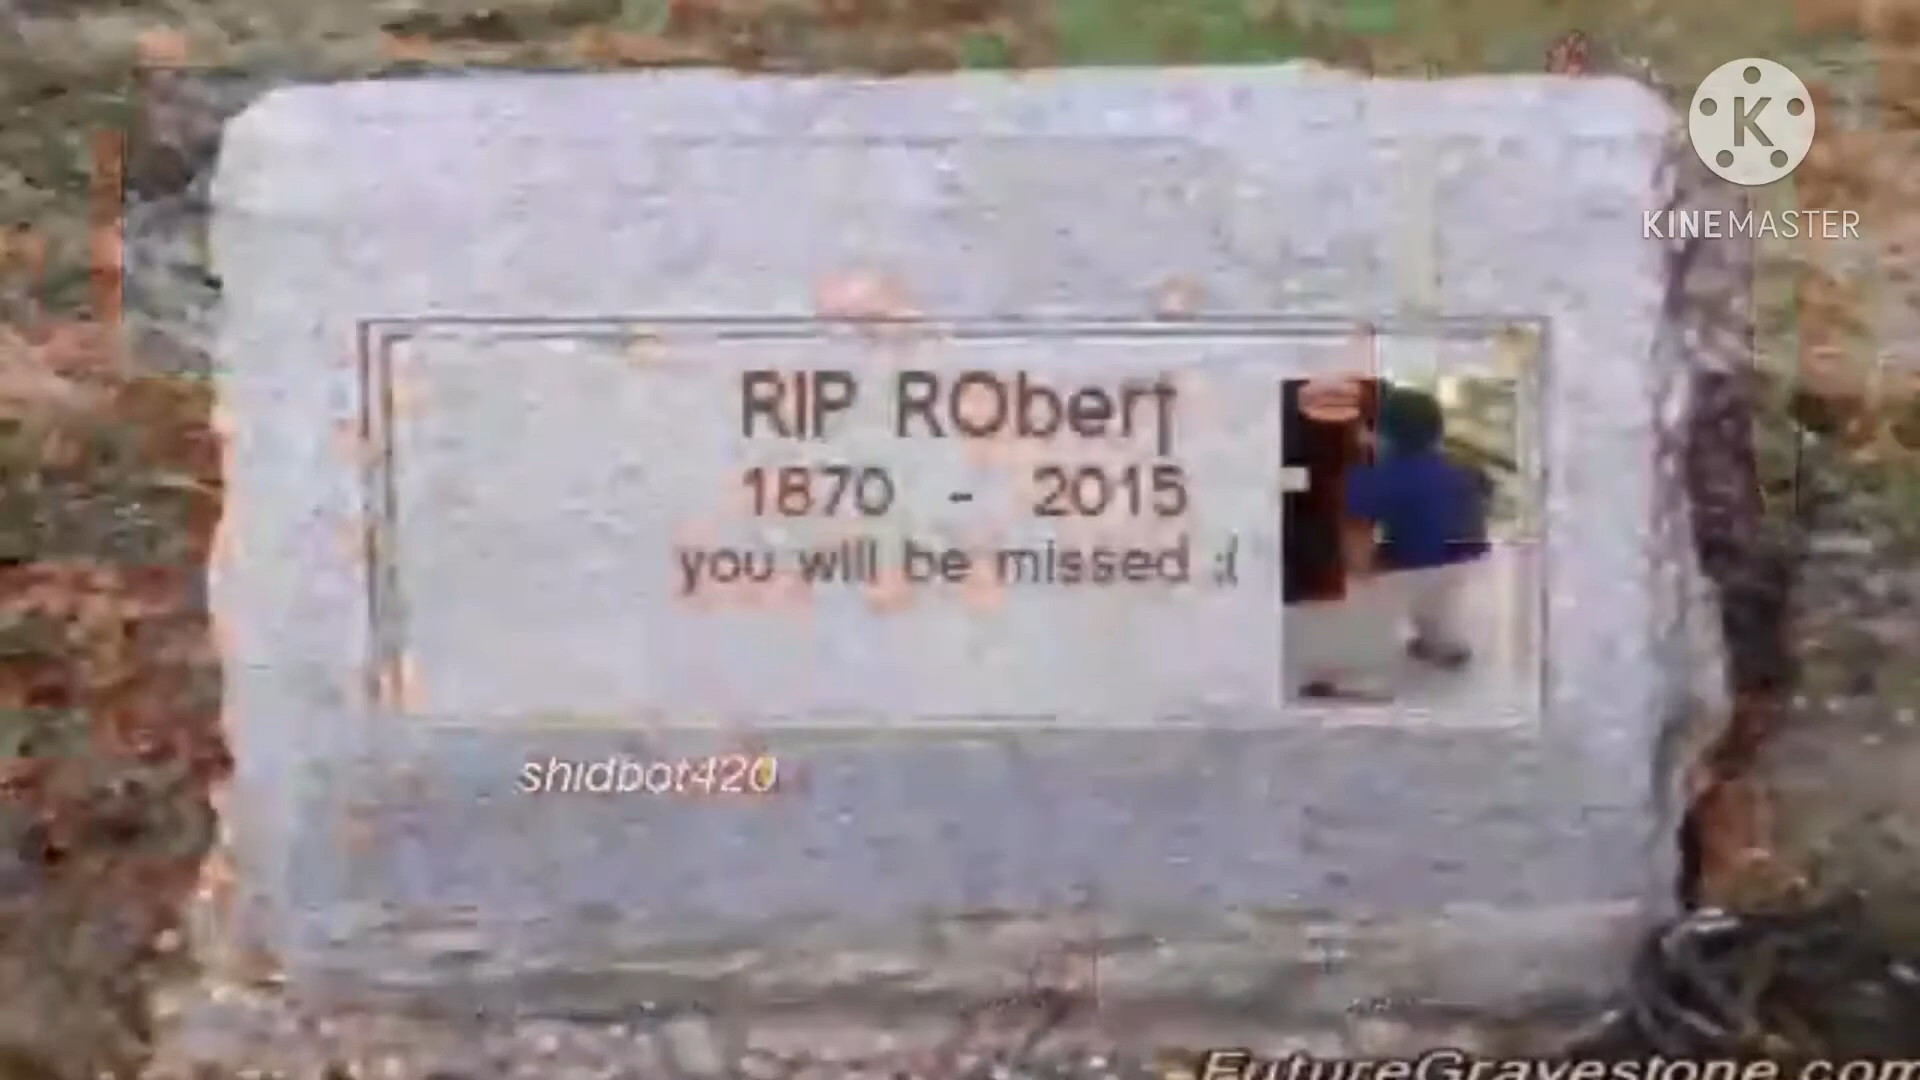 K
KINEMASTER
RIP RObert
1870 - 2015
you will be missed :(
shidbot420
FutureGravestone.com